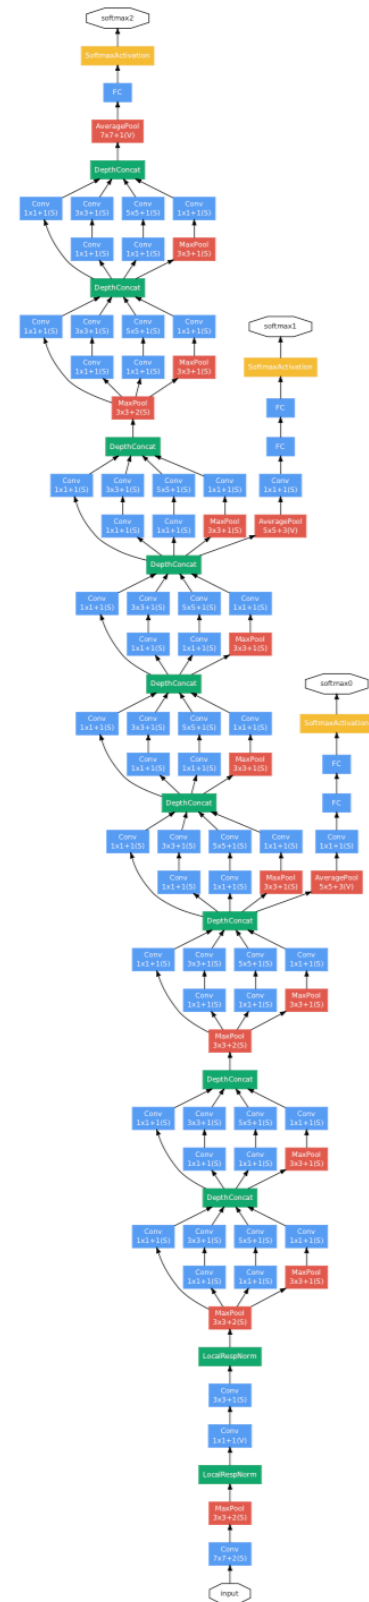 softmax2
SoftmaxActivation
FC
AveragePool
7x7+1(V)
DepthConcat
Conv Conv Conv Conv
1x1+1(S) 3x3+1(S) 5x5+1(S) 1x1+1(S)
Conv Conv MaxPool
1x1+1(S) 1x1+1(S) 3x3+1(S)
DepthConcat
Conv Conv Conv Conv
1x1+1(S) 3x3+1(S) 5x5+1(S) 1x1+1(S)
softmax1
Conv Conv MaxPool
1x1+1(S) 1x1+1(S) 3x3+1(S)
SoftmaxActivation
MaxPool
3x3+2(S)
FC
DepthConcat
FC
Conv Conv Conv Conv Conv
1x1+1(S) 3x3+1(S) 5x5+1(S) 1x1+1(S) 1x1+1(S)
Conv Conv MaxPool AveragePool
1x1+1(S) 1x1+1(S) 3x3+1(S) 5x5+3(V)
DepthConcat
Conv Conv Conv Conv
1x1+1(S) 3x3+1(S) 5x5+1(S) 1x1+1(S)
Conv Conv MaxPool
1x1+1(S) 1x1+1(S) 3x3+1(S)
DepthConcat
softmax0
Conv Conv Conv Conv
1x1+1(S) 3x3+1(S) 5x5+1(S) 1x1+1(S)
SoftmaxActivation
Conv Conv MaxPool
1x1+1(S) 1x1+1(S) 3x3+1(S)
FC
DepthConcat
FC
Conv Conv Conv Conv Conv
1x1+1(S) 3x3+1(S) 5x5+1(S) 1x1+1(S) 1x1+1(S)
Conv Conv MaxPool AveragePool
1x1+1(S) 1x1+1(S) 3x3+1(S) 5x5+3(V)
DepthConcat
Conv Conv Conv Conv
1x1+1(S) 3x3+1(S) 5x5+1(S) 1x1+1(S)
Conv Conv MaxPool
1x1+1(S) 1x1+1(S) 3x3+1(S)
MaxPool
3x3+2(S)
DepthConcat
Conv Conv Conv Conv
1x1+1(S) 3x3+1(S) 5x5+1(S) 1x1+1(S)
Conv Conv MaxPool
1x1+1(S) 1x1+1(S) 3x3+1(S)
DepthConcat
Conv Conv Conv Conv
1x1+1(S) 3x3+1(S) 5x5+1(S) 1x1+1(S)
Conv Conv MaxPool
1x1+1(S) 1x1+1(S) 3x3+1(S)
MaxPool
3x3+2(S)
LocalRespNorm
Conv
3x3+1(S)
Conv
1x1+1(V)
LocalRespNorm
MaxPool
3x3+2(S)
Conv
7x7+2(S)
input